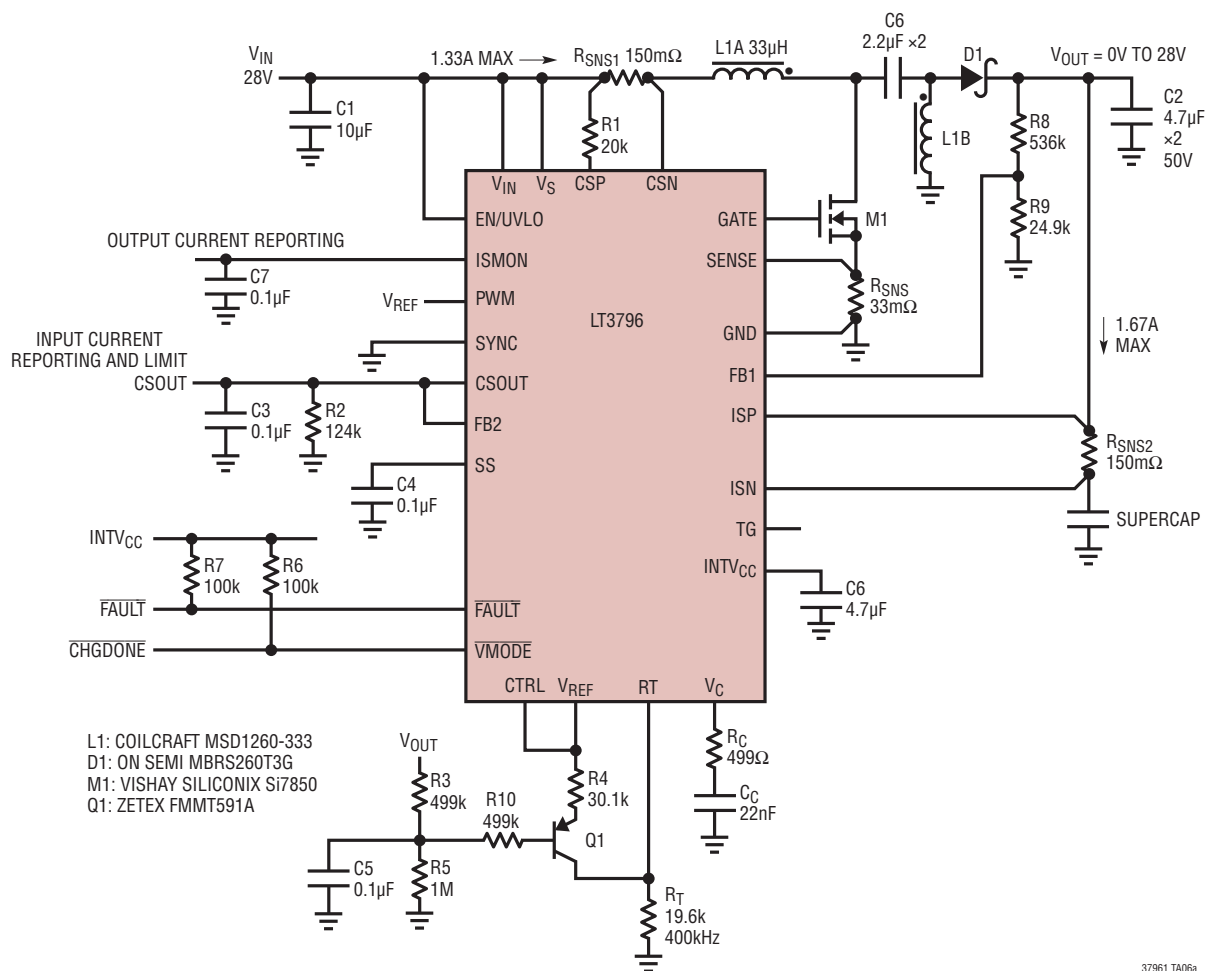 V_IN
28V
1.33A MAX
R_SNS1 150mΩ
L1A 33µH
C6
2.2µF ×2
D1
V_OUT = 0V TO 28V
C1
10µF
R1
20k
L1B
R8
536k
C2
4.7µF
×2
50V
V_IN
V_S
CSP
CSN
EN/UVLO
GATE
M1
R9
24.9k
OUTPUT CURRENT REPORTING
ISMON
SENSE
C7
0.1µF
V_REF
PWM
LT3796
R_SNS
33mΩ
SYNC
GND
1.67A
MAX
INPUT CURRENT
REPORTING AND LIMIT
CSOUT
CSOUT
FB1
C3
0.1µF
R2
124k
FB2
ISP
SS
R_SNS2
150mΩ
C4
0.1µF
ISN
SUPERCAP
TG
INTV_CC
R7
100k
R6
100k
INTV_CC
C6
4.7µF
FAULT
FAULT
CHGDONE
VMODE
CTRL
V_REF
RT
V_C
L1: COILCRAFT MSD1260-333
D1: ON SEMI MBRS260T3G
M1: VISHAY SILICONIX Si7850
Q1: ZETEX FMMT591A
V_OUT
R3
499k
R10
499k
R4
30.1k
Q1
R_C
499Ω
C_C
22nF
C5
0.1µF
R5
1M
R_T
19.6k
400kHz
37961 TA06a